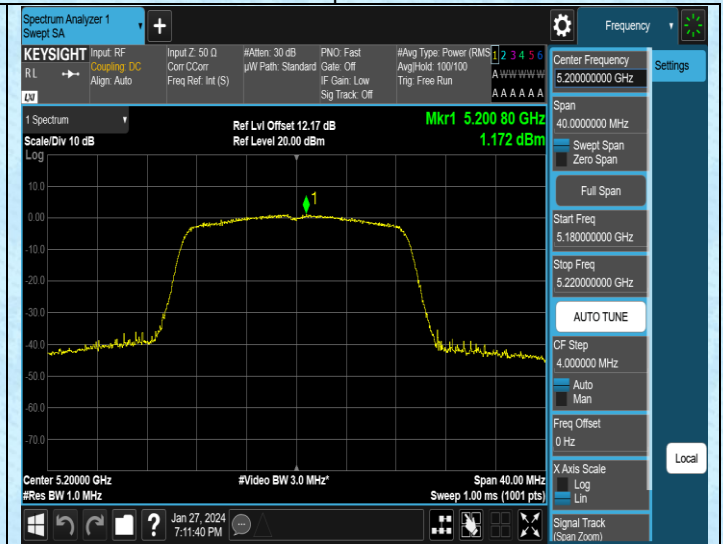 Spectrum Analyzer 1
Swept SA
Frequency
KEYSIGHT
RL
LXI
Input: RF
Coupling: DC
Align: Auto
Input Z: 50 Ω
Corr CCorr
Freq Ref: Int (S)
#Atten: 30 dB
µW Path: Standard
PNO: Fast
Gate: Off
IF Gain: Low
Sig Track: Off
#Avg Type: Power (RMS
Avg|Hold: 100/100
Trig: Free Run
1 2 3 4 5 6
A W W W W W
A A A A A A
1 Spectrum
Scale/Div 10 dB
Log
Ref Lvl Offset 12.17 dB
Ref Level 20.00 dBm
Mkr1 5.200 80 GHz
1.172 dBm
1
10.0
0.00
-10.0
-20.0
-30.0
-40.0
-50.0
-60.0
-70.0
Center 5.20000 GHz
#Res BW 1.0 MHz
#Video BW 3.0 MHz*
Span 40.00 MHz
Sweep 1.00 ms (1001 pts)
Center Frequency
5.200000000 GHz
Span
40.0000000 MHz
Swept Span
Zero Span
Full Span
Start Freq
5.180000000 GHz
Stop Freq
5.220000000 GHz
AUTO TUNE
CF Step
4.000000 MHz
Auto
Man
Freq Offset
0 Hz
X Axis Scale
Log
Lin
Signal Track
(Span Zoom)
Settings
Local
?
Jan 27, 2024
7:11:40 PM